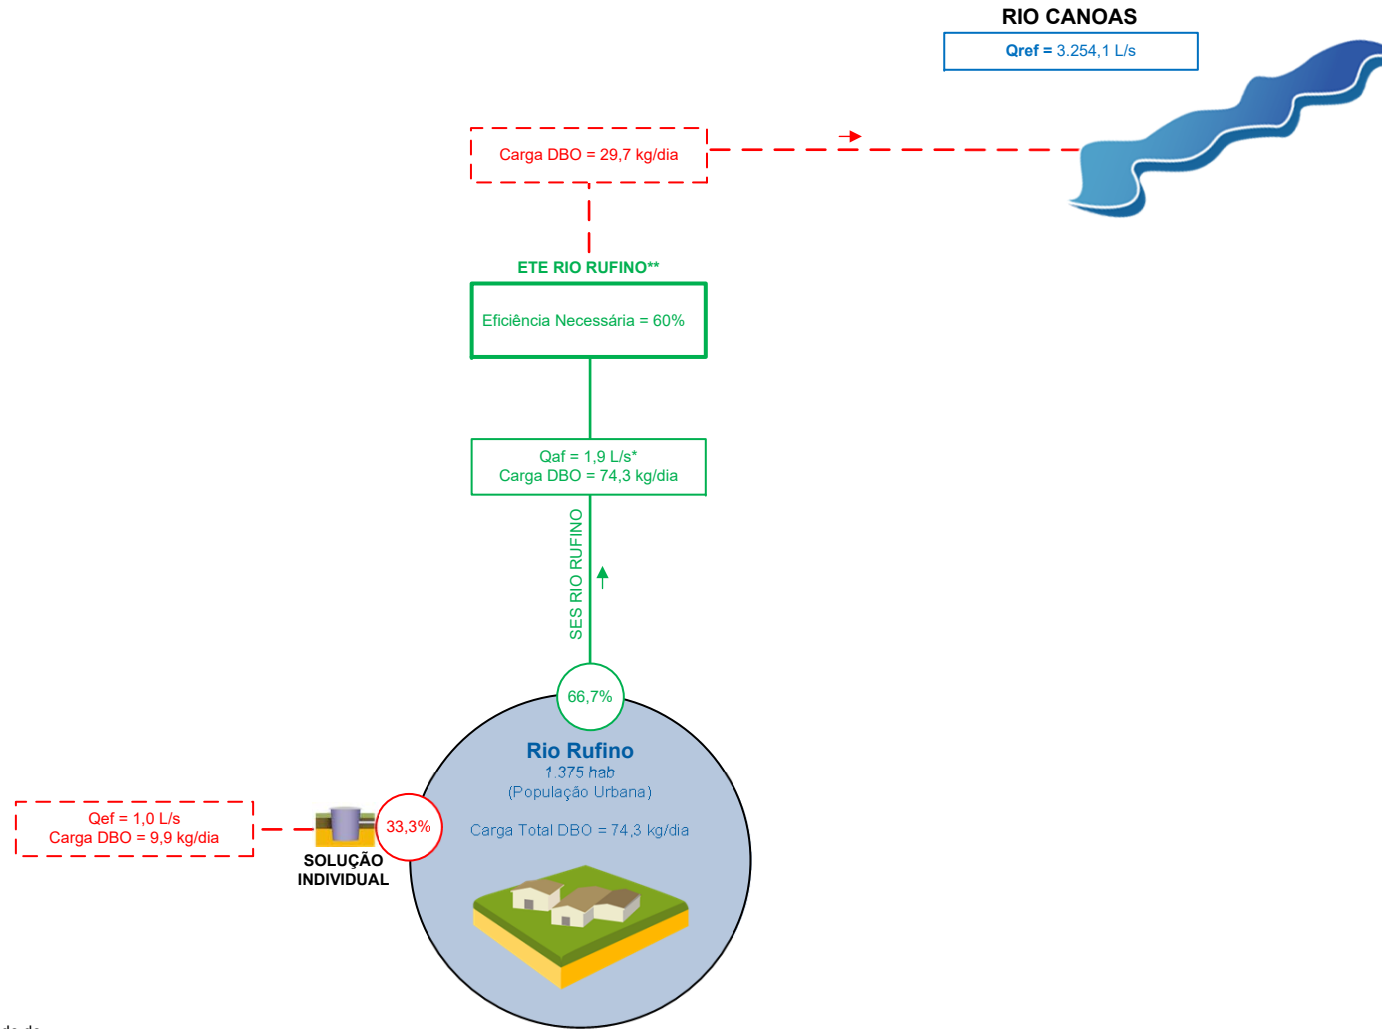 RIO CANOAS
Qref = 3.254,1 L/s
Carga DBO = 29,7 kg/dia
ETE RIO RUFINO**
Eficiência Necessária = 60%
Qaf = 1,9 L/s*
Carga DBO = 74,3 kg/dia
SES RIO RUFINO
66,7%
Rio Rufino
1.375 hab
(População Urbana)
Carga Total DBO = 74,3 kg/dia
33,3%
Qef = 1,0 L/s
Carga DBO = 9,9 kg/dia
SOLUÇÃO
INDIVIDUAL